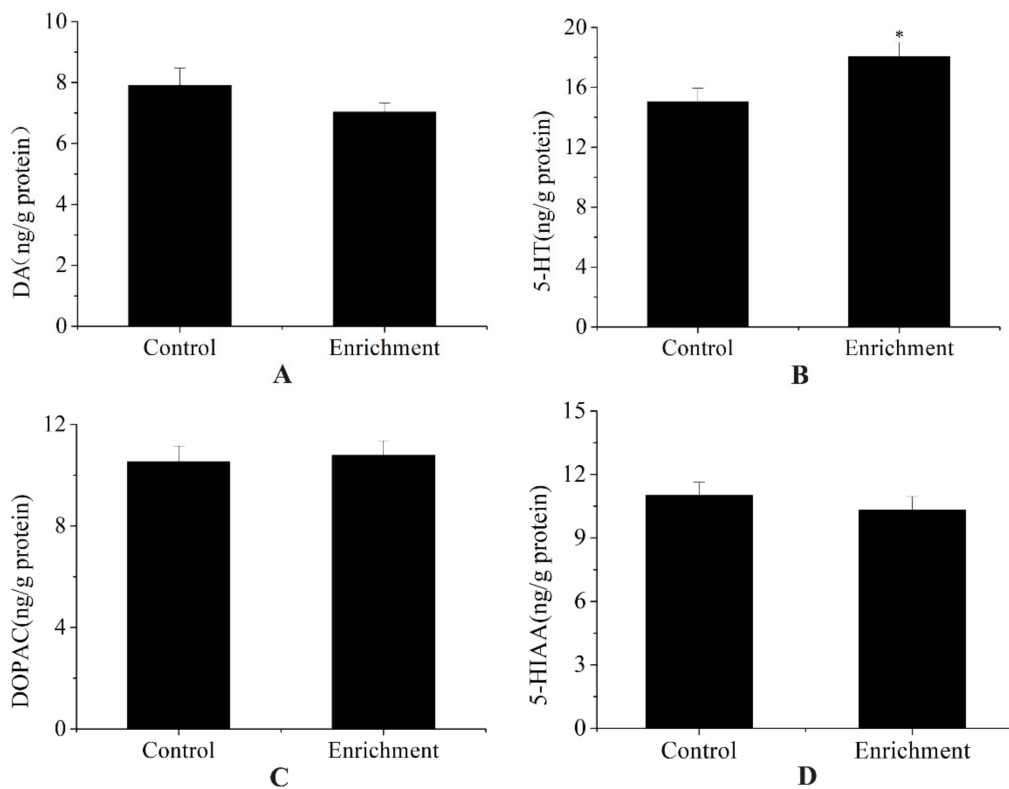 10
8
6
4
2
0
DA(ng/g protein)
Control
Enrichment
A
20
16
12
8
4
0
5-HT(ng/g protein)
*
Control
Enrichment
B
12
8
4
0
DOPAC(ng/g protein)
Control
Enrichment
C
15
12
9
6
3
0
5-HIAA(ng/g protein)
Control
Enrichment
D